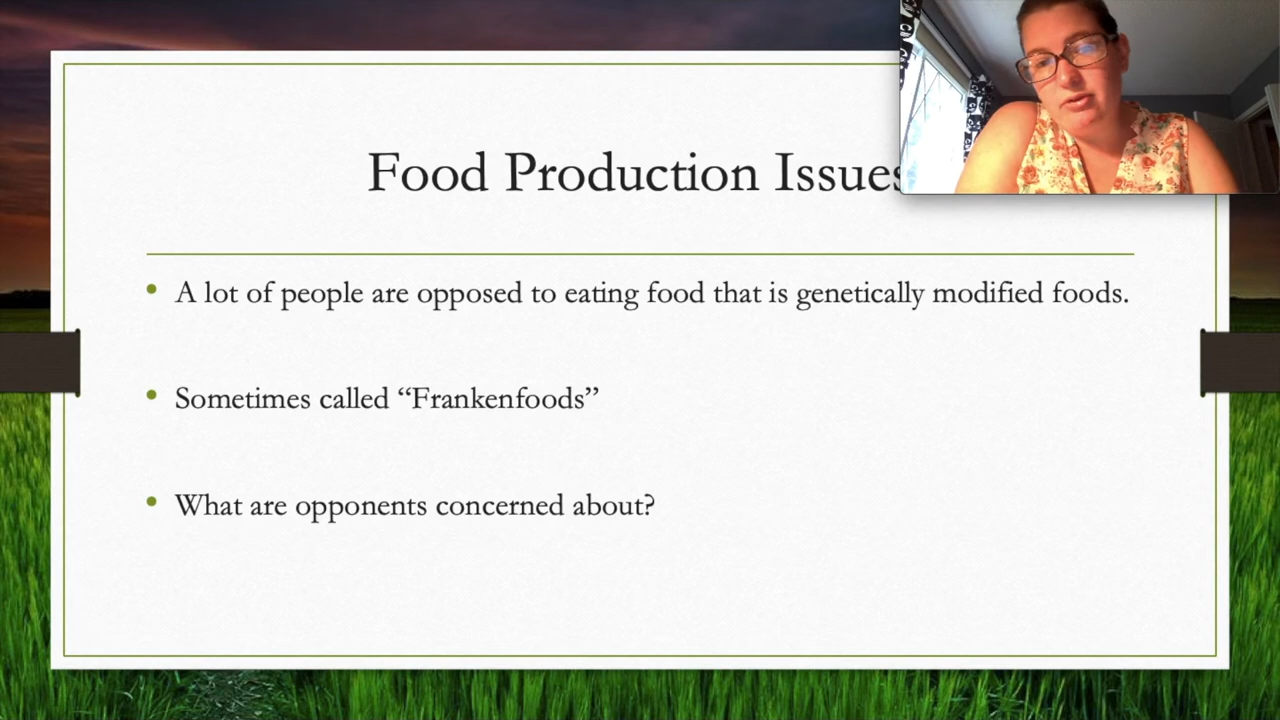 Food Production Issues
A lot of people are opposed to eating food that is genetically modified foods.
Sometimes called “Frankenfoods”
What are opponents concerned about?